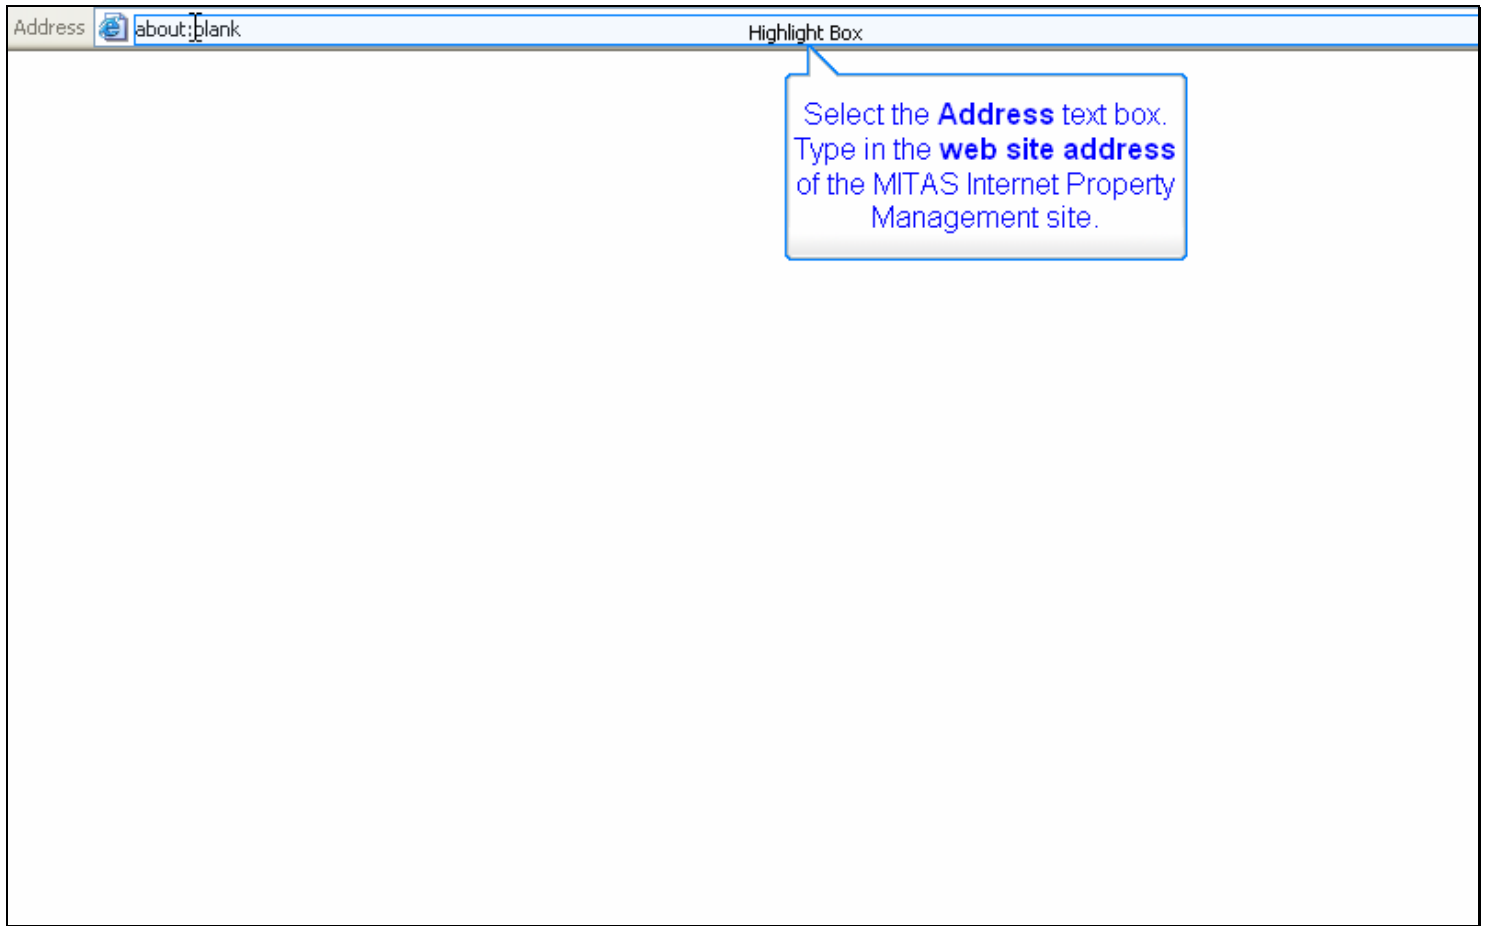 Address about:blank Highlight Box
Select the Address text box.
Type in the web site address
of the MITAS Internet Property
Management site.